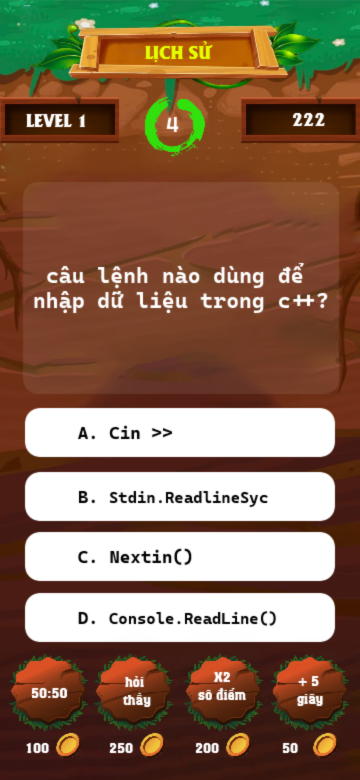 LỊCH SỬ
LEVEL 1
4
222
câu lệnh nào dùng để
nhập dữ liệu trong c++?
A. Cin >>
B. Stdin.ReadlineSyc
C. Nextin()
D. Console.ReadLine()
50:50
hỏi
thầy
X2
số điểm
+ 5
giây
100
250
200
50